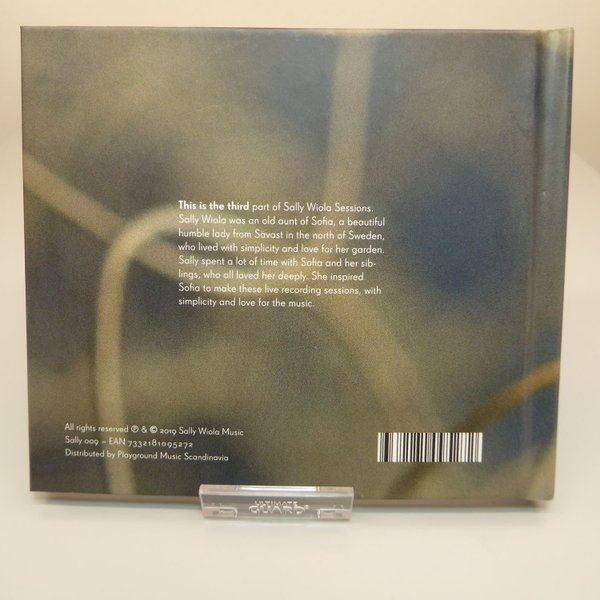 This is the third part of Sally Wiola Sessions.
Sally Wiola was an old aunt of Sofia, a beautiful
humble lady from Sävast in the north of Sweden,
who lived with simplicity and love for her garden.
Sally spent a lot of time with Sofia and her sib-
lings, who all loved her deeply. She inspired
Sofia to make these live recording sessions, with
simplicity and love for the music.
All rights reserved ℗ & © 2019 Sally Wiola Music
Sally 009 – EAN 7332181095272
Distributed by Playground Music Scandinavia
ULTIMATE
GUARD